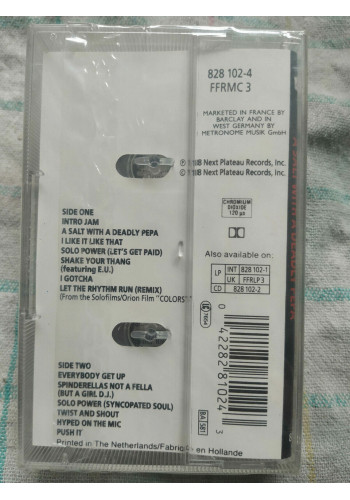 828 102-4
FFRMC 3
MARKETED IN FRANCE BY
BARCLAY AND IN
WEST GERMANY BY
METRONOME MUSIK GmbH
℗ 1988 Next Plateau Records, Inc.
© 1988 Next Plateau Records, Inc.
CHROMIUM
DIOXIDE
120 µs
Also available on:
LP INT 828 102-1
UK FFRLP 3
CD 828 102-2
SIDE ONE
INTRO JAM
A SALT WITH A DEADLY PEPA
I LIKE IT LIKE THAT
SOLO POWER (LET'S GET PAID)
SHAKE YOUR THANG
(featuring E.U.)
I GOTCHA
LET THE RHYTHM RUN (REMIX)
(From the Solofilms/Orion Film "COLORS"
SIDE TWO
EVERYBODY GET UP
SPINDERELLAS NOT A FELLA
(BUT A GIRL D.J.)
SOLO POWER (SYNCOPATED SOUL)
TWIST AND SHOUT
HYPED ON THE MIC
PUSH IT
Printed in The Netherlands/Fabriqué en Hollande
0 42282 81024 3